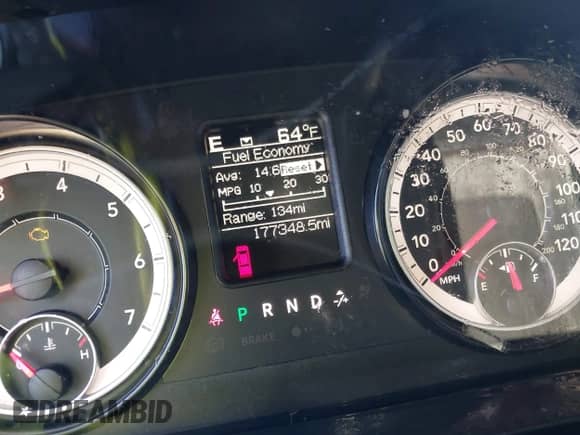 E 64°F
Fuel Economy
Avg: 14.6 Reset
MPG 10 20 30
Range: 134mi
177348.5mi
P R N D
BRAKE
3 4 5 6 7
H
0 10 20 30 40 50 60 70 80 90 100 110 120
MPH
E F
DREAMBID